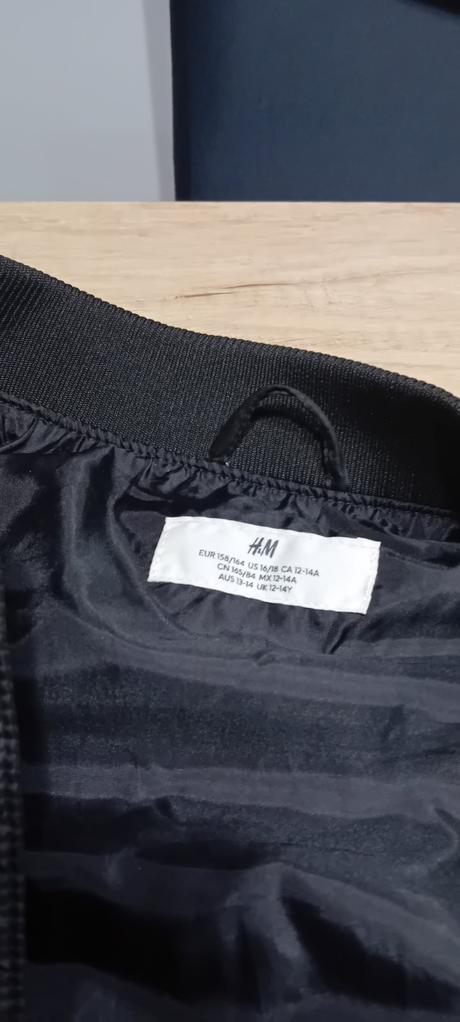 H&M
EUR 158/164 US 16/18 CA 12-14A
CN 165/84 MX 12-14A
AUS 13-14 UK 12-14Y